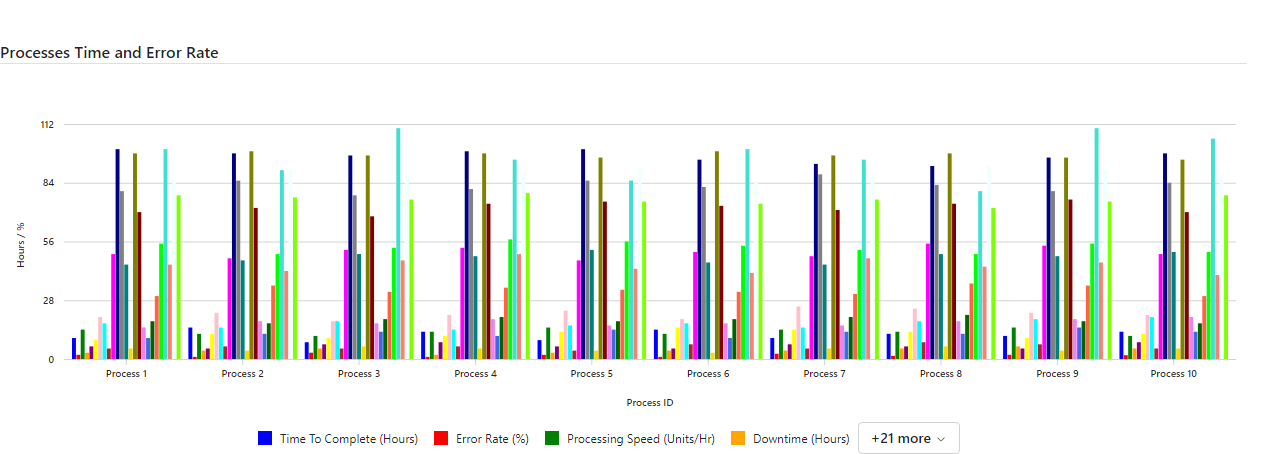 Processes Time and Error Rate
112
84
56
28
0
Hours / %
Process 1
Process 2
Process 3
Process 4
Process 5
Process 6
Process 7
Process 8
Process 9
Process 10
Process ID
Time To Complete (Hours)
Error Rate (%)
Processing Speed (Units/Hr)
Downtime (Hours)
+21 more